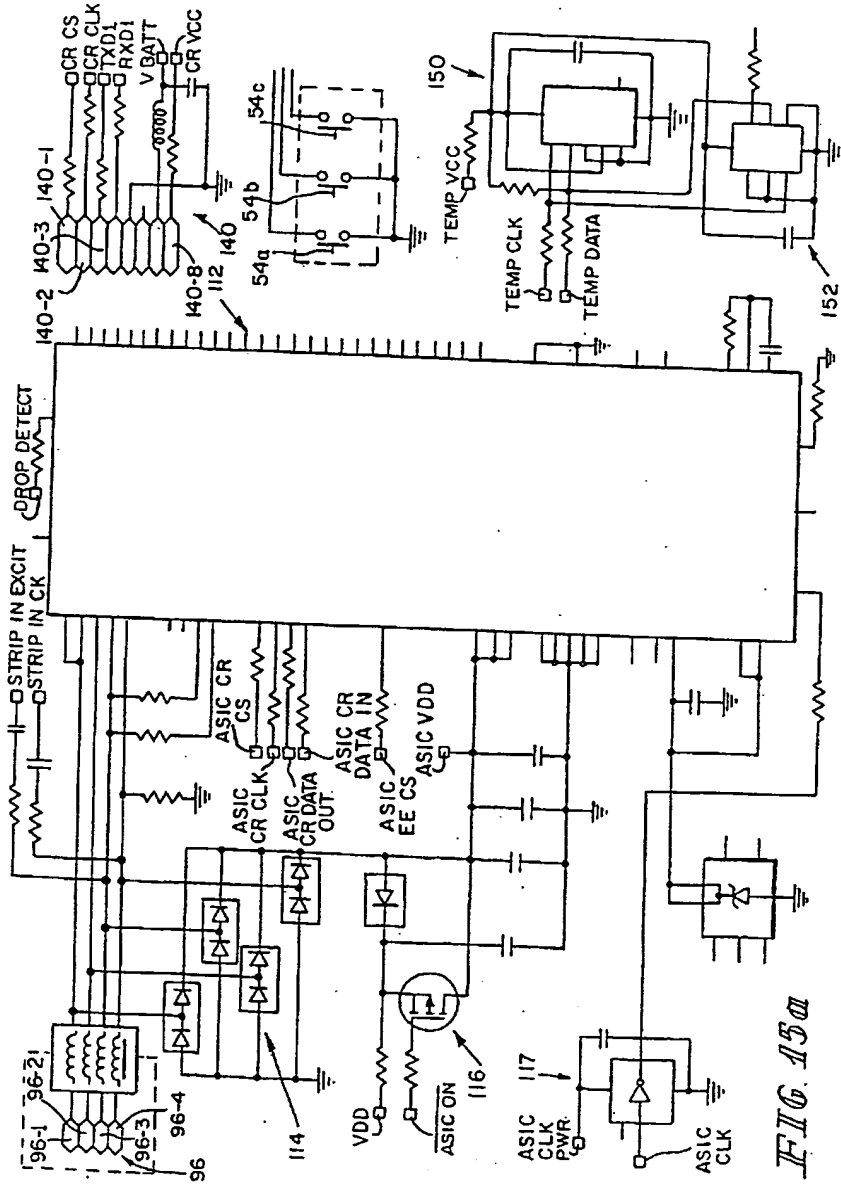 STRIP IN EXCIT
STRIP IN CK
DROP DETECT
96-21
96-1
96-3
96-4
96
114
ASIC CR
CS
ASIC
CR CLK
ASIC
CR DATA
OUT
ASIC CR
DATA IN
ASIC
EE CS
ASIC VDD
VDD
ASIC ON
116
117
ASIC
CLK
PWR.
ASIC
CLK
140-1
140-3
140-2
140-8
112
140
CR CS
CR CLK
TXD1
RXD1
V BATT
CR VCC
54a
54b
54c
150
TEMP VCC
TEMP CLK
TEMP DATA
152
FIG. 15a